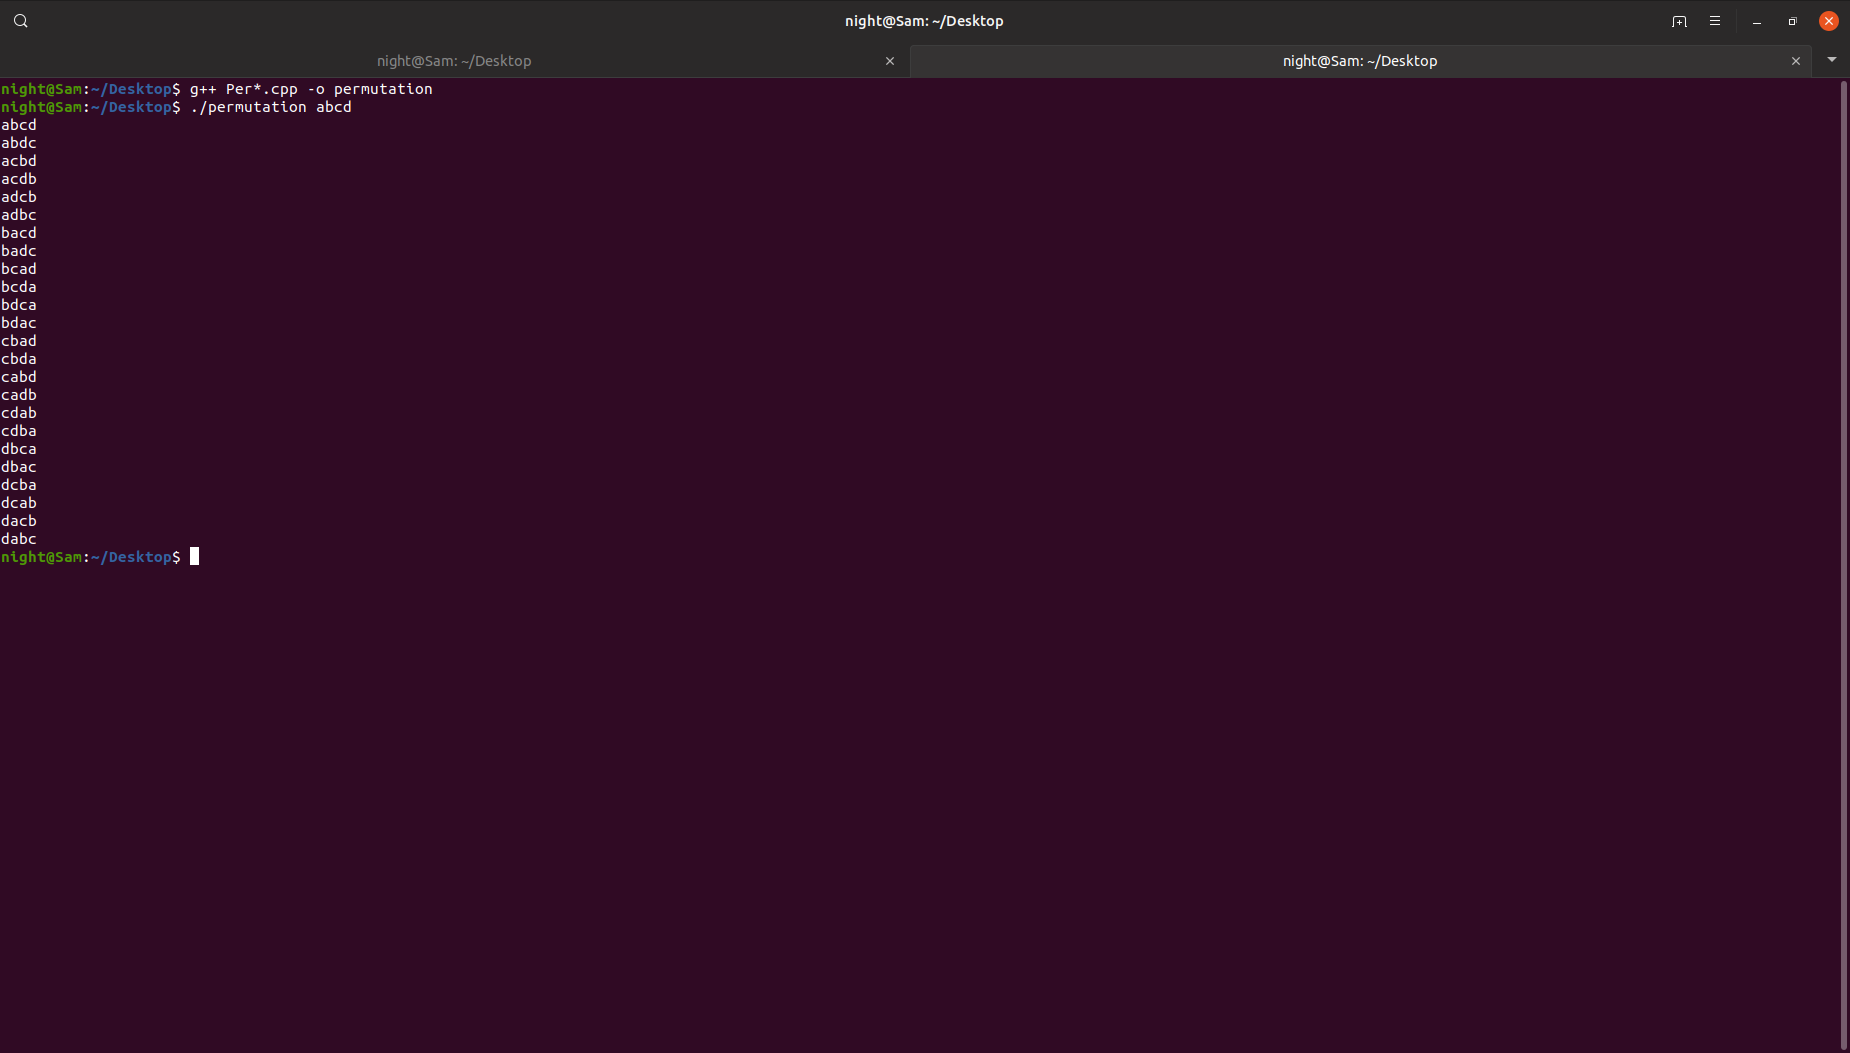 night@Sam: ~/Desktop
night@Sam: ~/Desktop
night@Sam: ~/Desktop
night@Sam:~/Desktop$ g++ Per*.cpp -o permutation
night@Sam:~/Desktop$ ./permutation abcd
abcd
abdc
acbd
acdb
adcb
adbc
bacd
badc
bcad
bcda
bdca
bdac
cbad
cbda
cabd
cadb
cdab
cdba
dbca
dbac
dcba
dcab
dacb
dabc
night@Sam:~/Desktop$